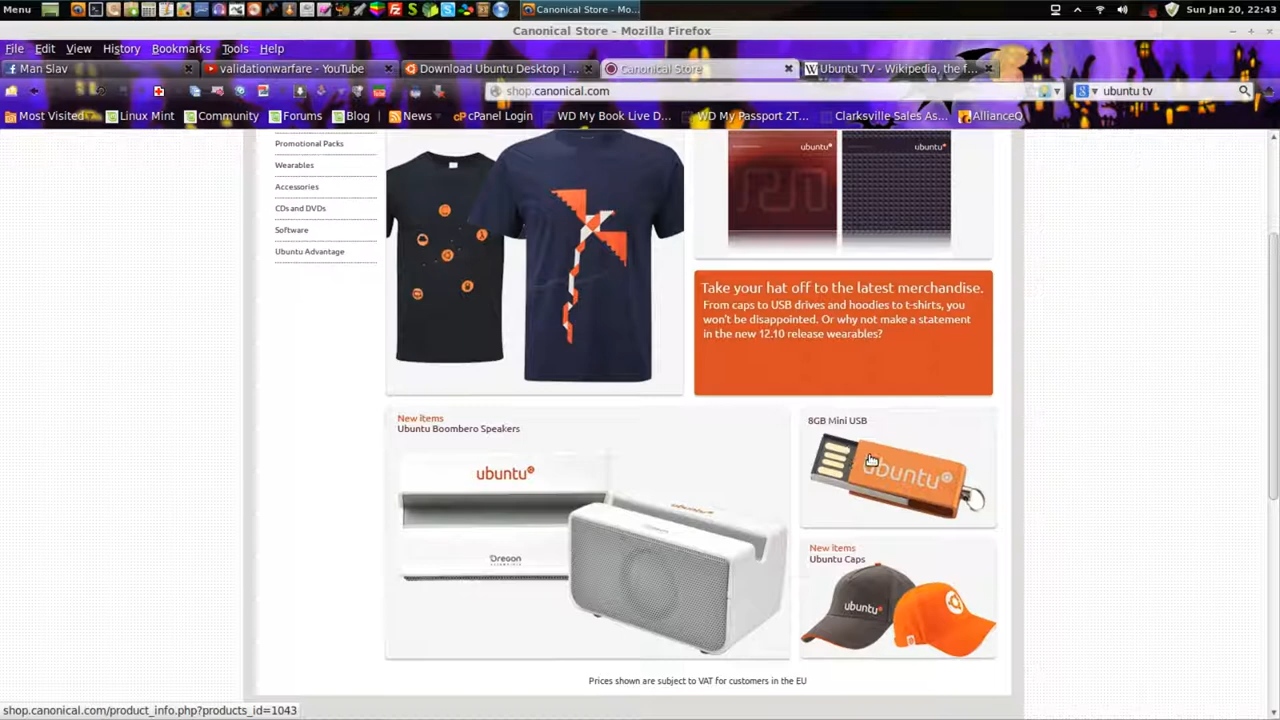 Menu
Canonical Store - Mo...
Sun Jan 20, 22:43
Canonical Store - Mozilla Firefox
File Edit View History Bookmarks Tools Help
Man Slav
validationwarfare - YouTube
Download Ubuntu Desktop | ...
Canonical Store
Ubuntu TV - Wikipedia, the f...
shop.canonical.com
ubuntu tv
Most Visited
Linux Mint
Community
Forums
Blog
News
cPanel Login
WD My Book Live D...
WD My Passport 2T...
Clarksville Sales As...
AllianceQ
Promotional Packs
Wearables
Accessories
CDs and DVDs
Software
Ubuntu Advantage
ubuntu
ubuntu
Take your hat off to the latest merchandise.
From caps to USB drives and hoodies to t-shirts, you
won't be disappointed. Or why not make a statement
in the new 12.10 release wearables?
New items
Ubuntu Boombero Speakers
ubuntu
Oregon
ubuntu
8GB Mini USB
ubuntu
New items
Ubuntu Caps
ubuntu
Prices shown are subject to VAT for customers in the EU
shop.canonical.com/product_info.php?products_id=1043